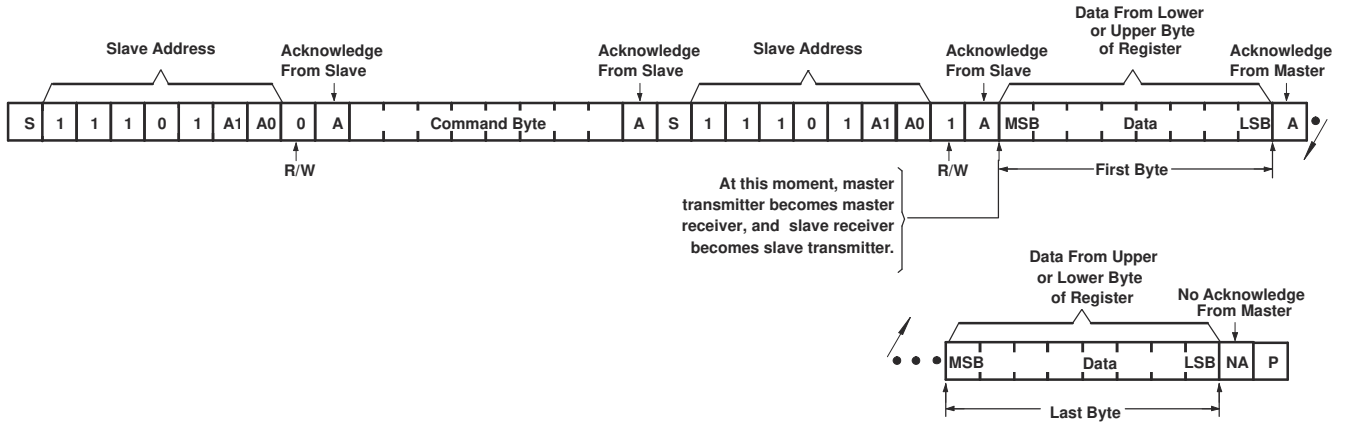 Data From Lower
or Upper Byte
of Register
Slave Address
Acknowledge
From Slave
Acknowledge
From Slave
Slave Address
Acknowledge
From Slave
Acknowledge
From Master
S 1 1 1 0 1 A1 A0 0 A Command Byte A S 1 1 1 0 1 A1 A0 1 A MSB Data LSB A
R/W
R/W
First Byte
At this moment, master
transmitter becomes master
receiver, and slave receiver
becomes slave transmitter.
Data From Upper
or Lower Byte
of Register
No Acknowledge
From Master
MSB Data LSB NA P
Last Byte